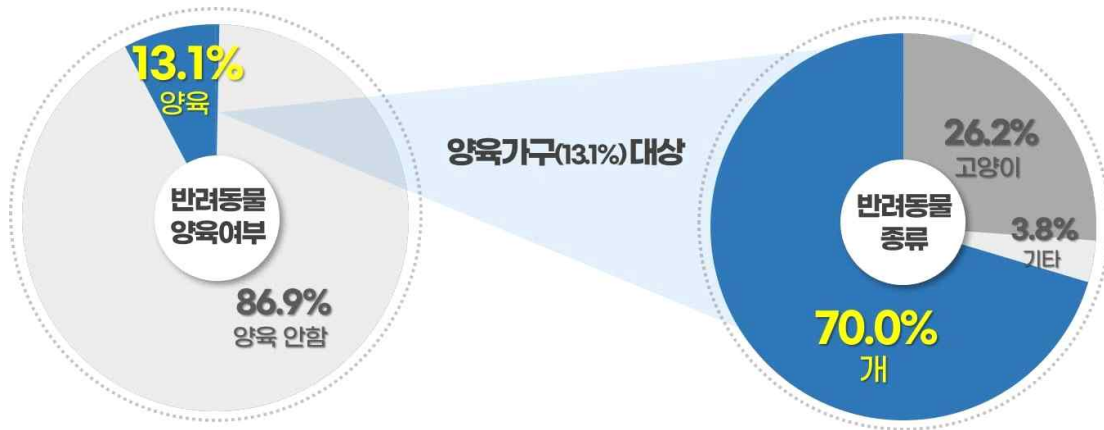 13.1%
양육
반려동물
양육여부
86.9%
양육 안함
양육가구(13.1%) 대상
26.2%
고양이
반려동물
종류
3.8%
기타
70.0%
개